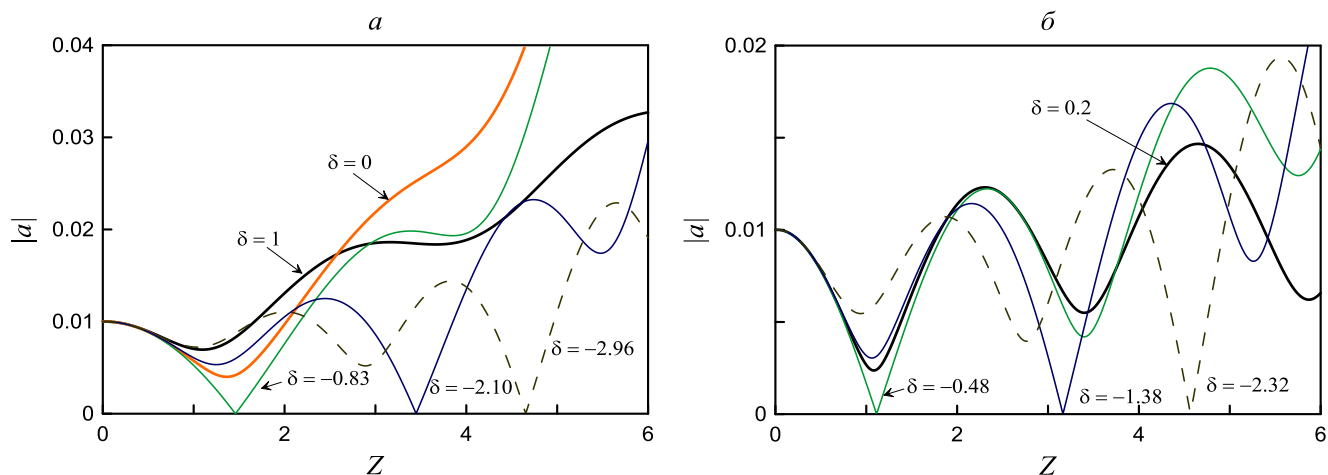 а
б
0.04
0.03
0.02
0.01
0
|a|
δ = 0
δ = 1
δ = −0.83
δ = −2.10
δ = −2.96
0
2
4
6
Z
0.02
0.01
0
|a|
δ = 0.2
δ = −0.48
δ = −1.38
δ = −2.32
0
2
4
6
Z